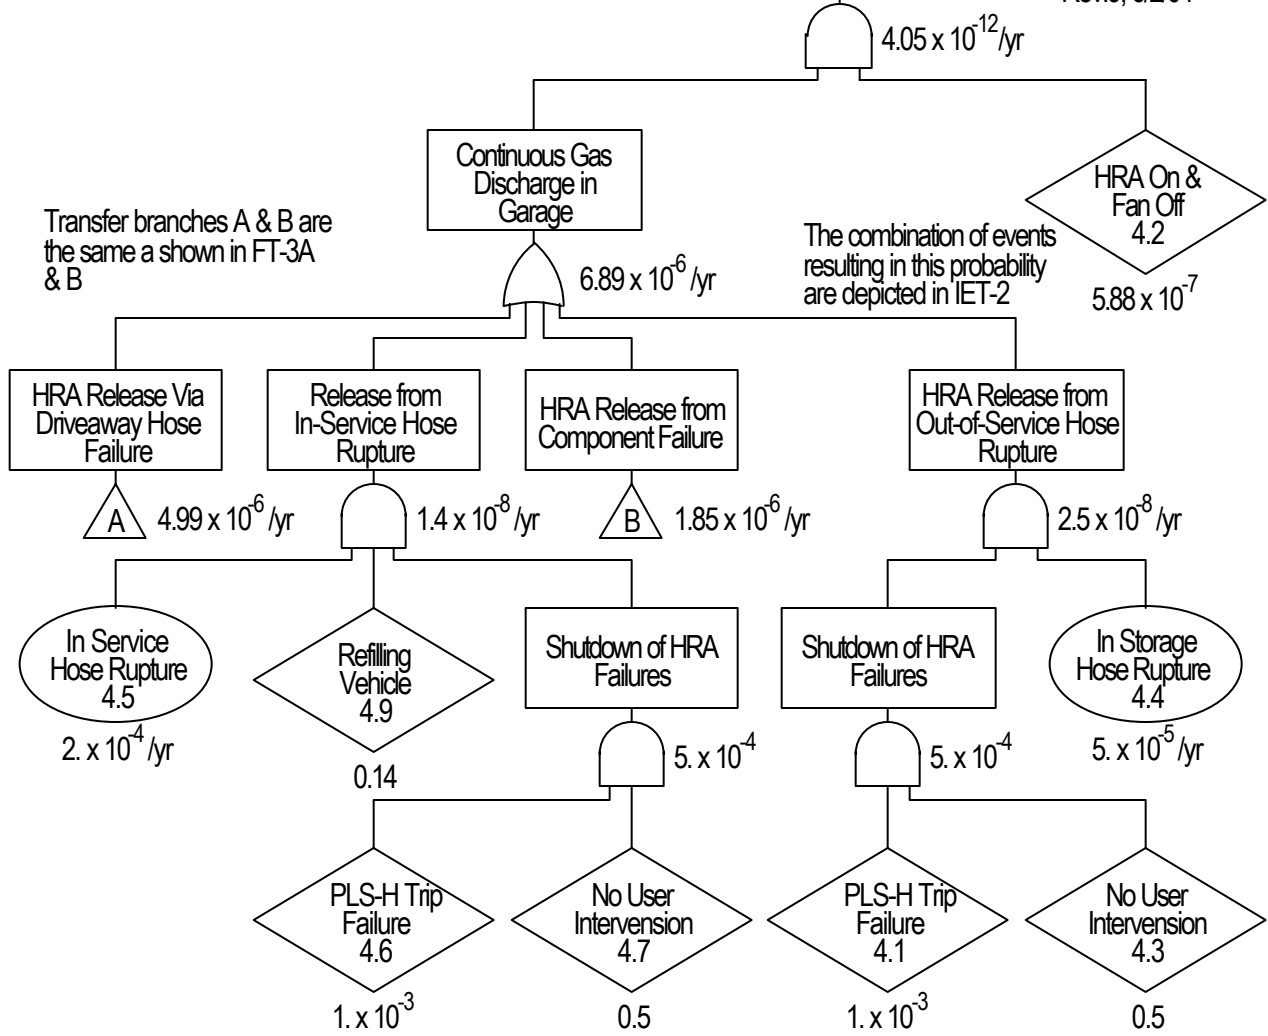 4.05 x 10^-12/yr
Continuous Gas
Discharge in
Garage
HRA On &
Fan Off
4.2
5.88 x 10^-7
Transfer branches A & B are
the same a shown in FT-3A
& B
6.89 x 10^-6 /yr
The combination of events
resulting in this probability
are depicted in IET-2
HRA Release Via
Driveaway Hose
Failure
Release from
In-Service Hose
Rupture
HRA Release from
Component Failure
HRA Release from
Out-of-Service Hose
Rupture
A
4.99 x 10^-6 /yr
1.4 x 10^-8 /yr
B
1.85 x 10^-6 /yr
2.5 x 10^-8 /yr
In Service
Hose Rupture
4.5
2. x 10^-4 /yr
Refilling
Vehicle
4.9
0.14
Shutdown of HRA
Failures
Shutdown of HRA
Failures
In Storage
Hose Rupture
4.4
5. x 10^-5 /yr
5. x 10^-4
5. x 10^-4
PLS-H Trip
Failure
4.6
1. x 10^-3
No User
Intervension
4.7
0.5
PLS-H Trip
Failure
4.1
1. x 10^-3
No User
Intervension
4.3
0.5